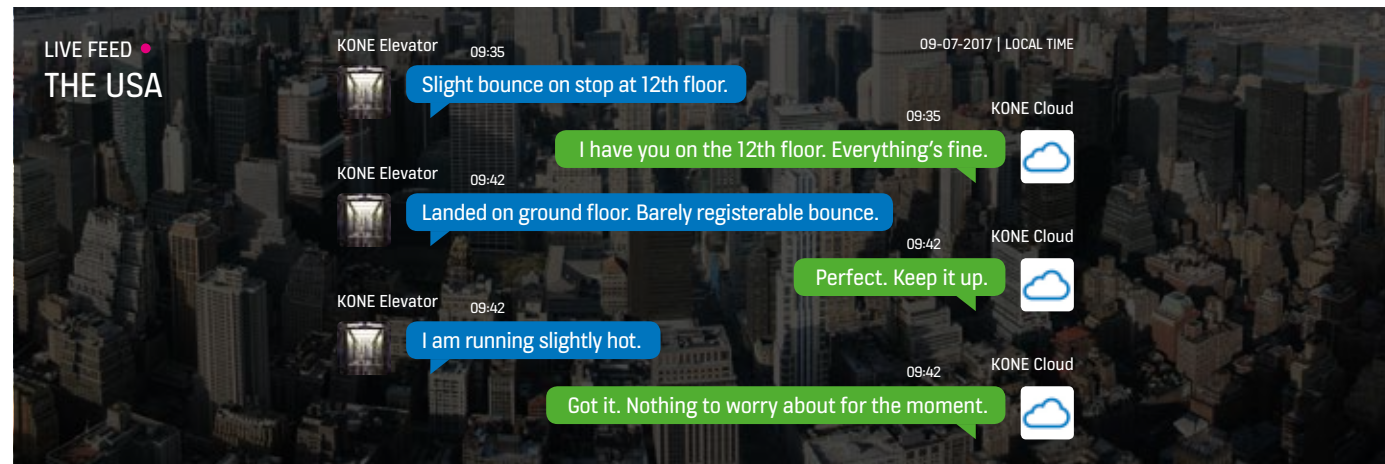 LIVE FEED
THE USA
09-07-2017 | LOCAL TIME
KONE Elevator
09:35
Slight bounce on stop at 12th floor.
KONE Cloud
09:35
I have you on the 12th floor. Everything's fine.
KONE Elevator
09:42
Landed on ground floor. Barely registerable bounce.
KONE Cloud
09:42
Perfect. Keep it up.
KONE Elevator
09:42
I am running slightly hot.
KONE Cloud
09:42
Got it. Nothing to worry about for the moment.